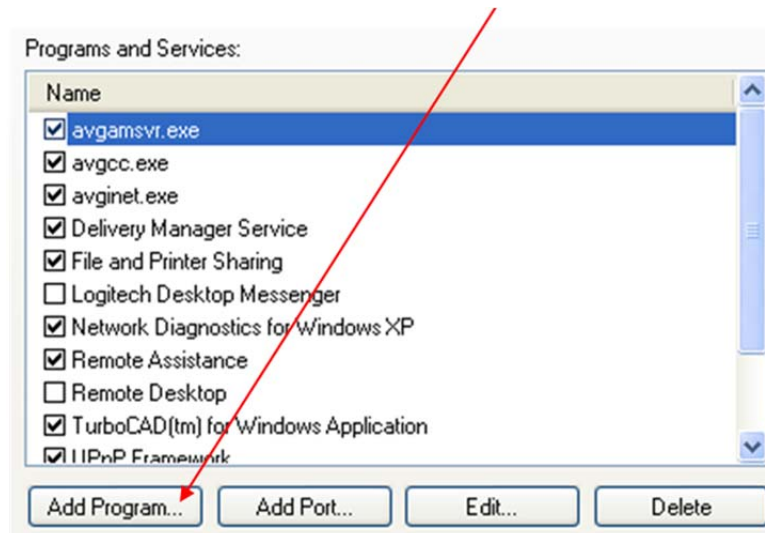 Programs and Services:
Name
avgamsvr.exe
avgcc.exe
avginet.exe
Delivery Manager Service
File and Printer Sharing
Logitech Desktop Messenger
Network Diagnostics for Windows XP
Remote Assistance
Remote Desktop
TurboCAD(tm) for Windows Application
UPnP Framework
Add Program... Add Port... Edit... Delete